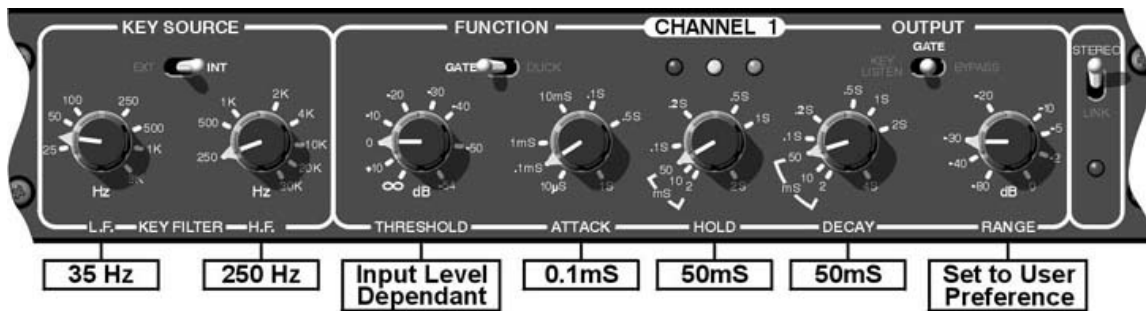 KEY SOURCE
FUNCTION
CHANNEL 1
OUTPUT
EXT
INT
GATE
DUCK
GATE
KEY LISTEN
BYPASS
STEREO
LINK
25
50
100
250
500
1K
Hz
250
500
1K
2K
4K
10K
20K
30K
Hz
∞
+10
0
-10
-20
-30
-40
-50
-54
dB
10µS
.1mS
1mS
10mS
.1S
.5S
1S
2
10
50
mS
.1S
.2S
.5S
1S
2S
2
10
50
mS
.1S
.2S
.5S
1S
2S
4S
-80
-40
-30
-20
-10
-5
-2
0
dB
L.F.
KEY FILTER
H.F.
THRESHOLD
ATTACK
HOLD
DECAY
RANGE
35 Hz
250 Hz
Input Level
Dependant
0.1mS
50mS
50mS
Set to User
Preference